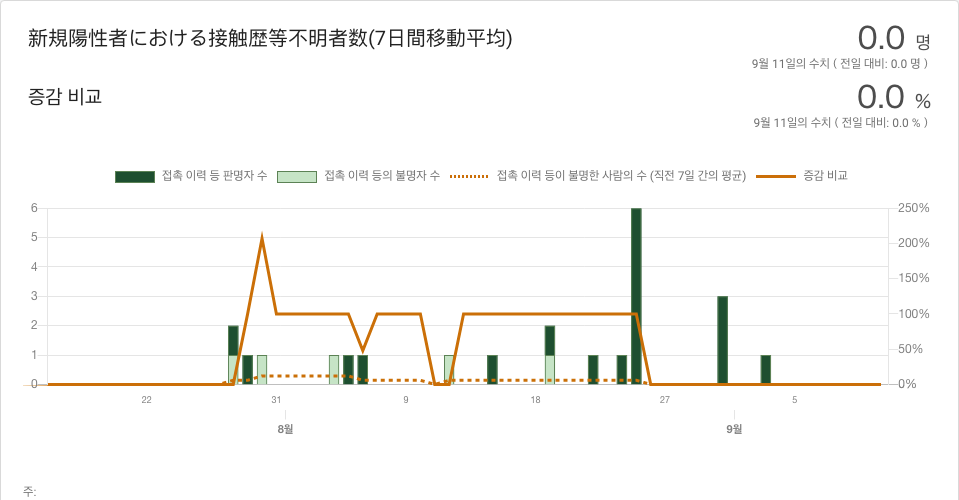 新規陽性者における接触歴等不明者数(7日間移動平均)
0.0 명
9월 11일의 수치 ( 전일 대비: 0.0 명 )
증감 비교
0.0 %
9월 11일의 수치 ( 전일 대비: 0.0 % )
접촉 이력 등 판명자 수 접촉 이력 등의 불명자 수 접촉 이력 등이 불명한 사람의 수 (직전 7일 간의 평균) 증감 비교
6 250%
5 200%
4 150%
3 100%
2 50%
1 0%
0
22 31 9 18 27 5
8월 9월
주: